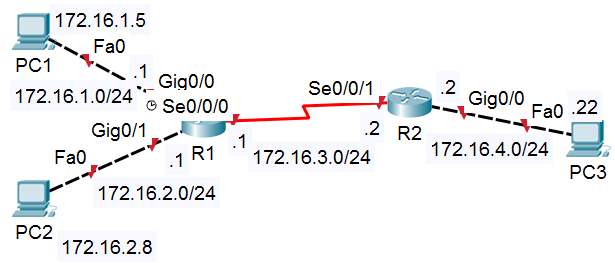 172.16.1.5
Fa0
PC1
.1
Gig0/0
172.16.1.0/24
Se0/0/0
Gig0/1
R1
.1
Fa0
.1
172.16.2.0/24
PC2
172.16.2.8
172.16.3.0/24
Se0/0/1
.2
R2
.2
Gig0/0
Fa0
.22
172.16.4.0/24
PC3